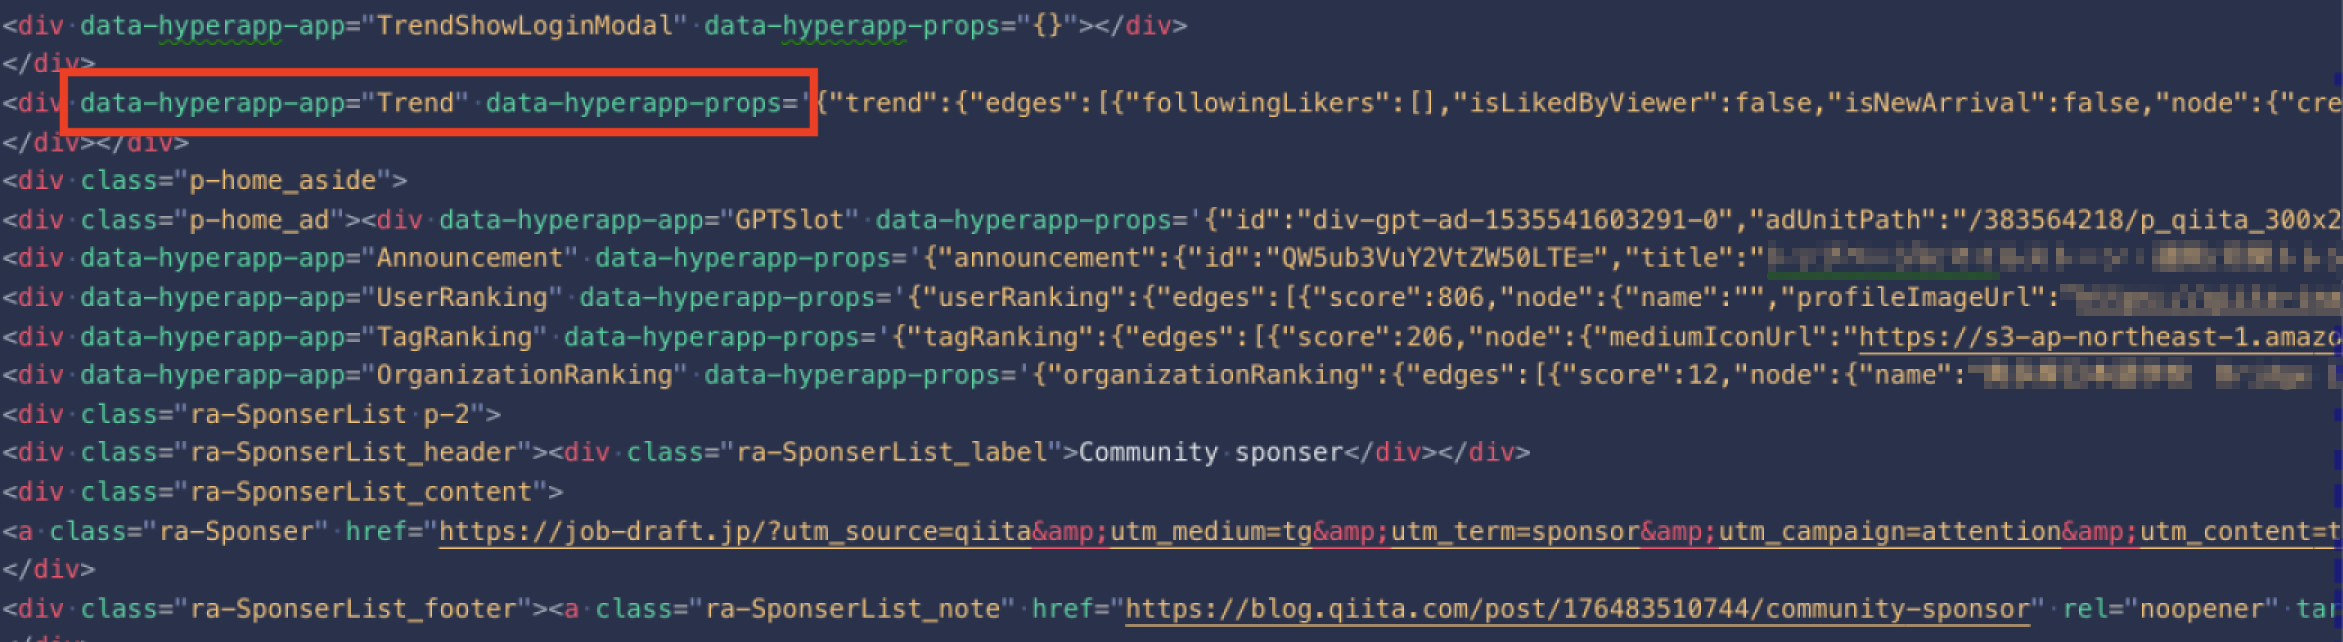 <div data-hyperapp-app="TrendShowLoginModal" data-hyperapp-props="{}"></div>
</div>
<div data-hyperapp-app="Trend" data-hyperapp-props='{"trend":{"edges":[{"followingLikers":[],"isLikedByViewer":false,"isNewArrival":false,"node":{"cre
</div></div>
<div class="p-home_aside">
<div class="p-home_ad"><div data-hyperapp-app="GPTSlot" data-hyperapp-props='{"id":"div-gpt-ad-1535541603291-0","adUnitPath":"/383564218/p_qiita_300x2
<div data-hyperapp-app="Announcement" data-hyperapp-props='{"announcement":{"id":"QW5ub3VuY2VtZW50LTE=","title":"
<div data-hyperapp-app="UserRanking" data-hyperapp-props='{"userRanking":{"edges":[{"score":806,"node":{"name":"","profileImageUrl":"
<div data-hyperapp-app="TagRanking" data-hyperapp-props='{"tagRanking":{"edges":[{"score":206,"node":{"mediumIconUrl":"https://s3-ap-northeast-1.amazo
<div data-hyperapp-app="OrganizationRanking" data-hyperapp-props='{"organizationRanking":{"edges":[{"score":12,"node":{"name":"
<div class="ra-SponserList p-2">
<div class="ra-SponserList_header"><div class="ra-SponserList_label">Community sponser</div></div>
<div class="ra-SponserList_content">
<a class="ra-Sponser" href="https://job-draft.jp/?utm_source=qiita&amp;utm_medium=tg&amp;utm_term=sponsor&amp;utm_campaign=attention&amp;utm_content=t
</div>
<div class="ra-SponserList_footer"><a class="ra-SponserList_note" href="https://blog.qiita.com/post/176483510744/community-sponsor" rel="noopener" tar